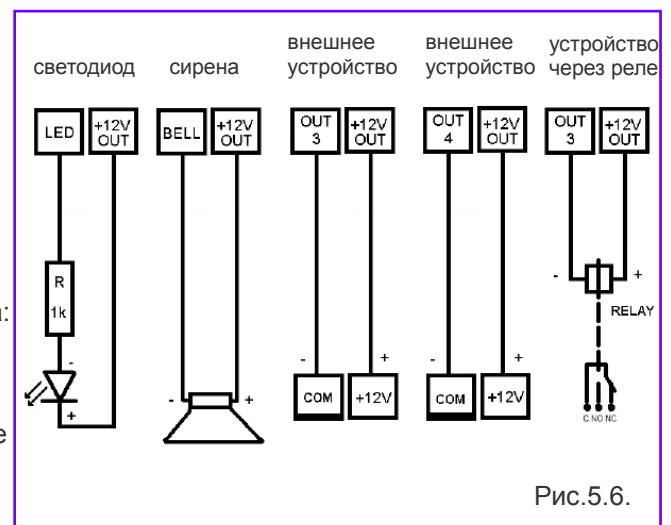 светодиод
сирена
внешнее
устройство
внешнее
устройство
устройство
через реле
LED
+12V
OUT
BELL
+12V
OUT
OUT
3
+12V
OUT
OUT
4
+12V
OUT
OUT
3
+12V
OUT
R
1k
-
+
-
+
-
+
COM
+12V
-
+
COM
+12V
-
+
RELAY
C NO NC
а:
е
Рис.5.6.